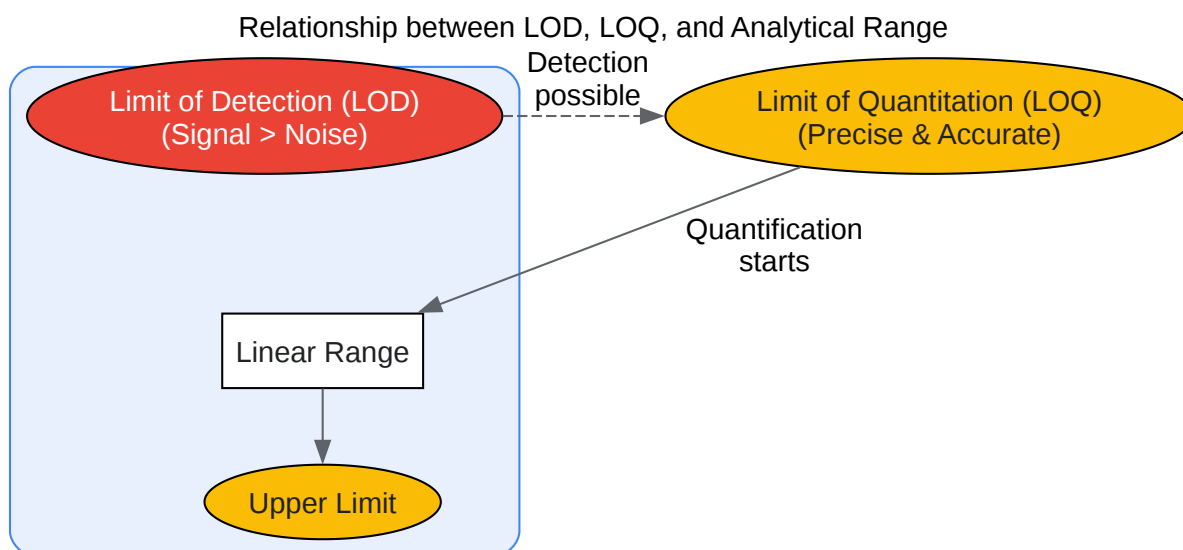 Relationship between LOD, LOQ, and Analytical Range
Limit of Detection (LOD)
(Signal > Noise)
Detection
possible
Limit of Quantitation (LOQ)
(Precise & Accurate)
Quantification
starts
Linear Range
Upper Limit